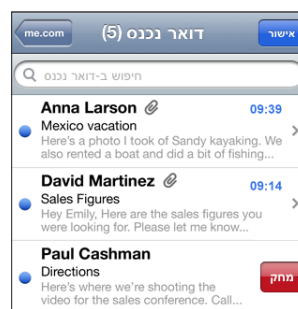 me.com
דואר נכנס (5)
אישור
חיפוש ב-דואר נכנס
Anna Larson
09:39
Mexico vacation
Here's a photo I took of Sandy kayaking. We
also rented a boat and did a bit of fishing...
David Martinez
09:14
Sales Figures
Hey Emily, Here are the sales figures you
were looking for. Please let me know...
Paul Cashman
Directions
מחק
Here's where we're shooting the
video for the sales conference. Call...